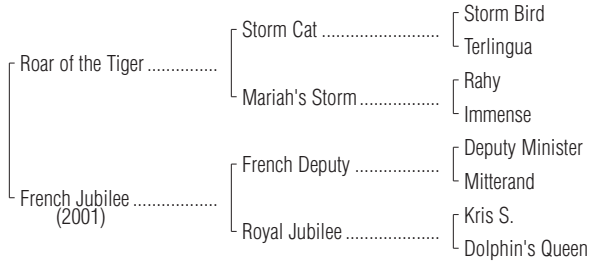 Storm Bird
Storm Cat ......................
Terlingua
Roar of the Tiger .............
Rahy
Mariah's Storm ...............
Immense
Deputy Minister
French Deputy ................
Mitterand
French Jubilee ................
(2001)
Kris S.
Royal Jubilee ..................
Dolphin's Queen